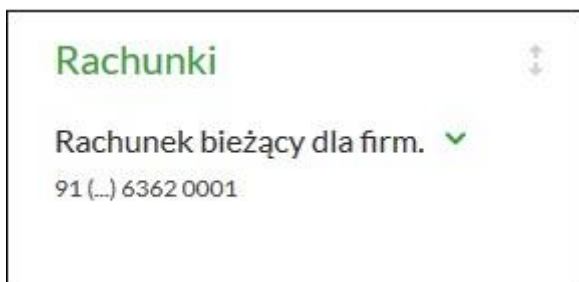 Rachunki
Rachunek bieżący dla firm.
91 (...) 6362 0001